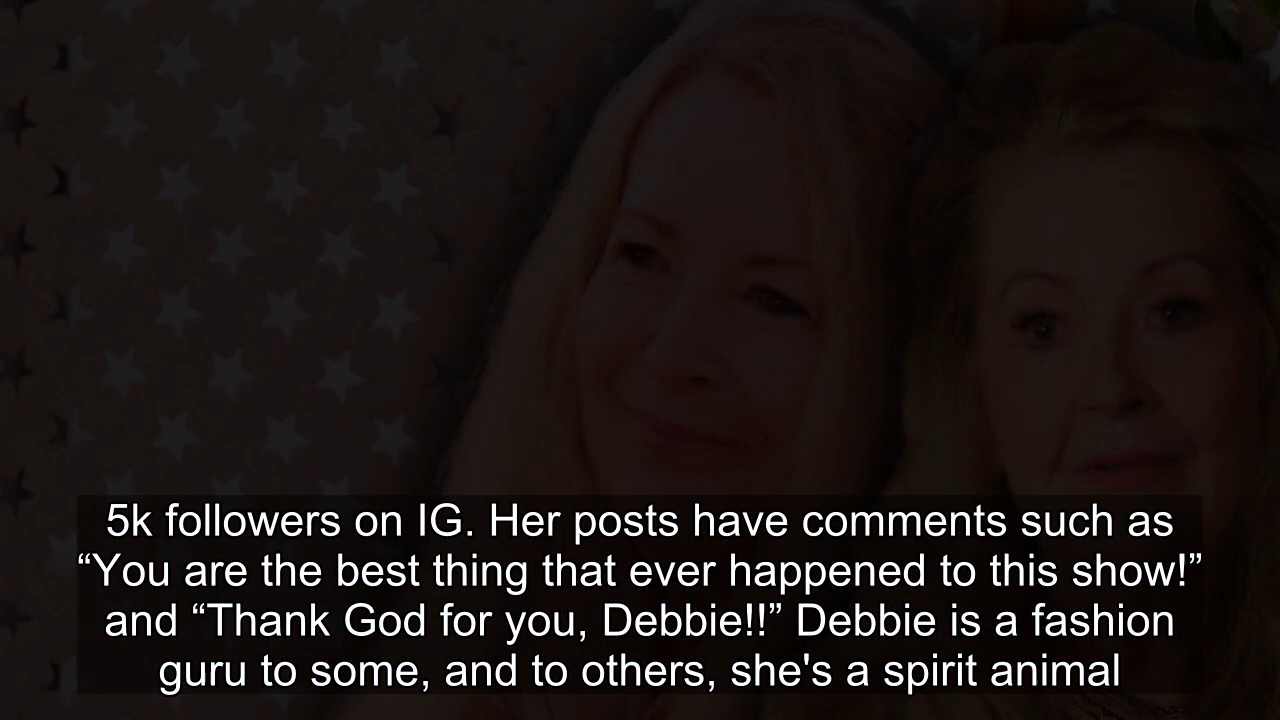 5k followers on IG. Her posts have comments such as
“You are the best thing that ever happened to this show!”
and “Thank God for you, Debbie!!” Debbie is a fashion
guru to some, and to others, she's a spirit animal